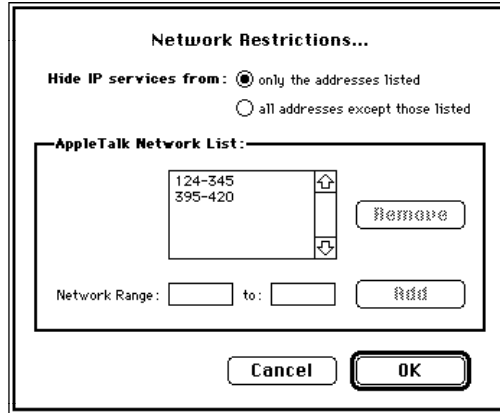 Network Restrictions...
Hide IP services from: only the addresses listed
all addresses except those listed
AppleTalk Network List:
124-345
395-420
Remove
Network Range: to: Add
Cancel OK